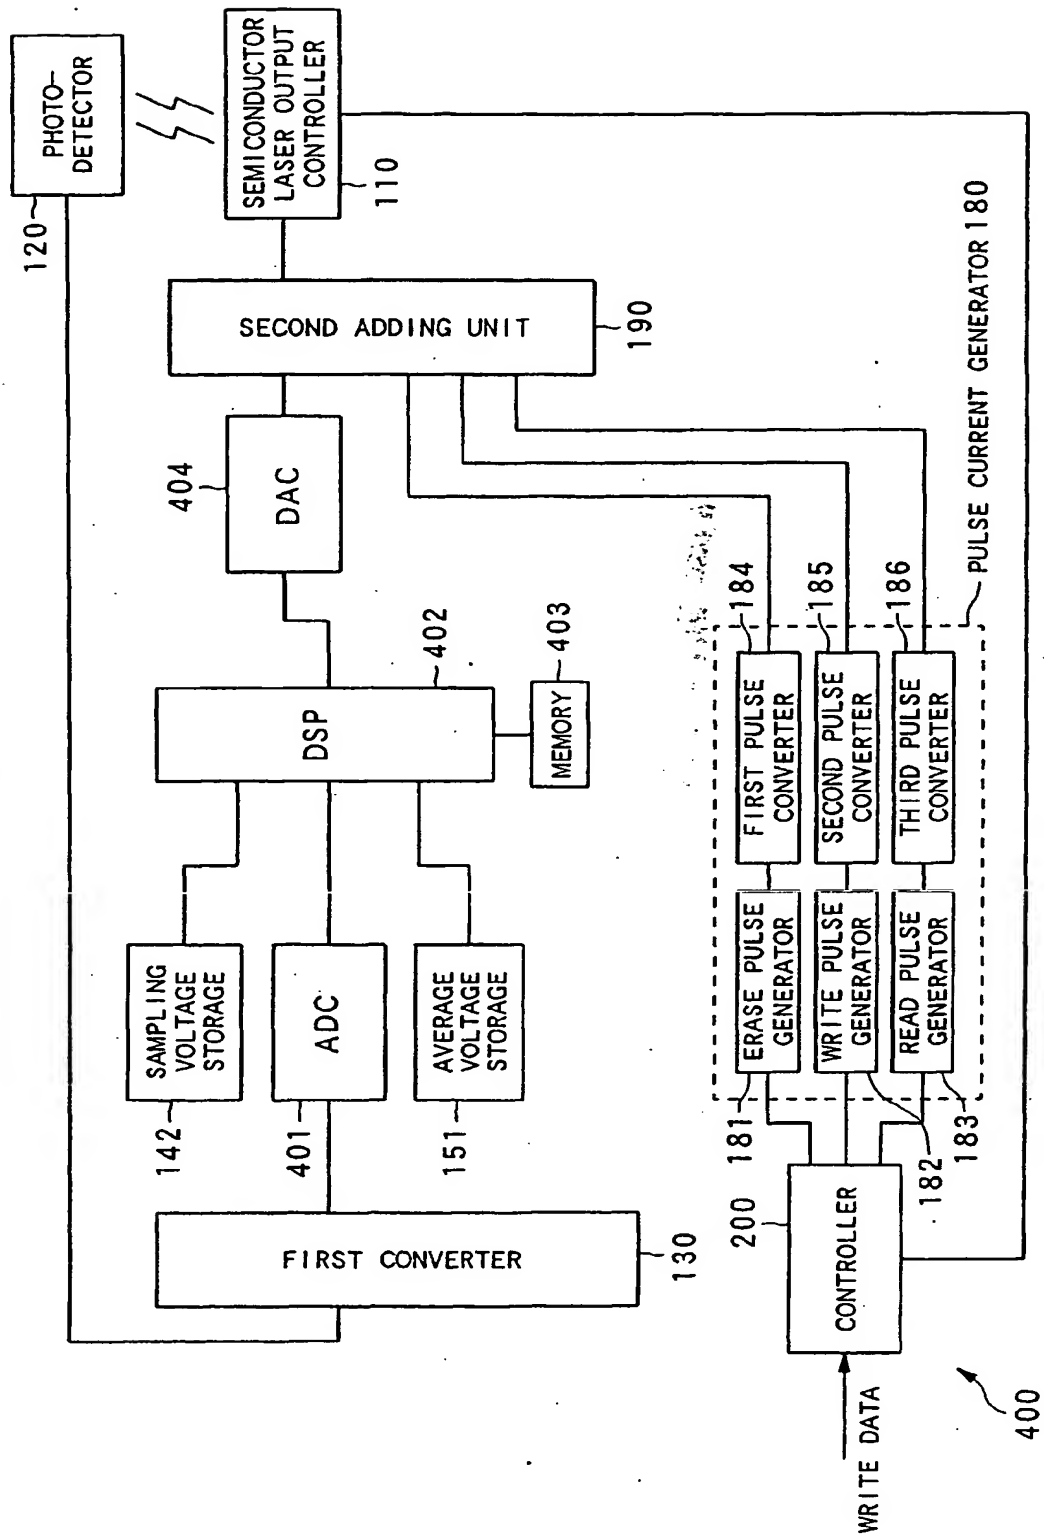 PHOTO-
DETECTOR
120
SEMICONDUCTOR
LASER OUTPUT
CONTROLLER
110
SECOND ADDING UNIT
190
DAC
404
DSP
402
MEMORY
403
SAMPLING
VOLTAGE
STORAGE
142
ADC
401
AVERAGE
VOLTAGE
STORAGE
151
FIRST CONVERTER
130
PULSE CURRENT GENERATOR 180
FIRST PULSE
CONVERTER
184
SECOND PULSE
CONVERTER
185
THIRD PULSE
CONVERTER
186
ERASE PULSE
GENERATOR
181
WRITE PULSE
GENERATOR
182
READ PULSE
GENERATOR
183
CONTROLLER
200
WRITE DATA
400